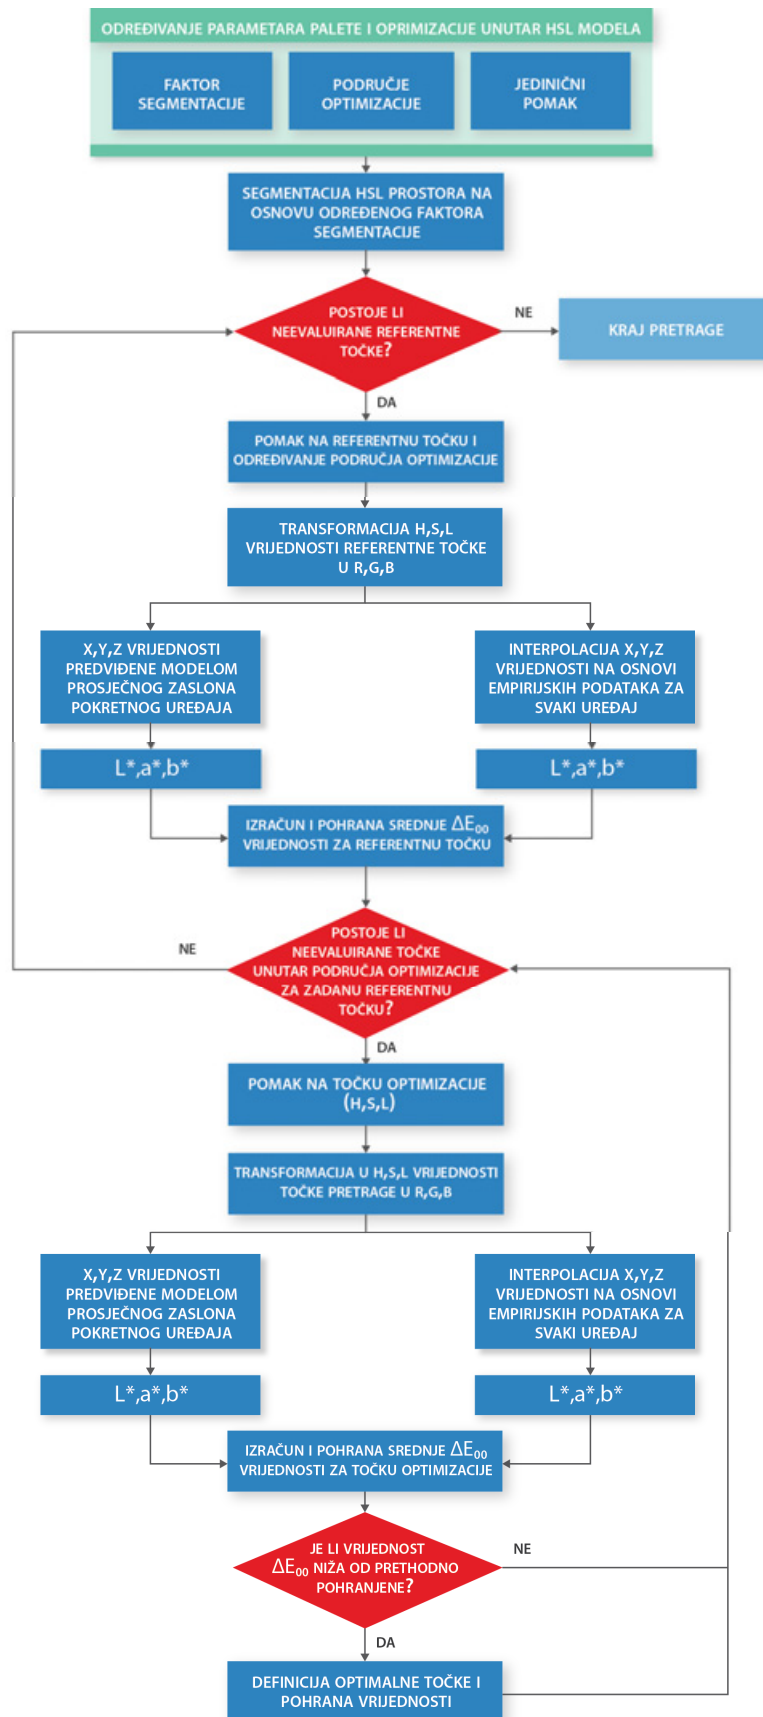 ODREĐIVANJE PARAMETARA PALETE I OPRIMIZACIJE UNUTAR HSL MODELA
FAKTOR
SEGMENTACIJE
PODRUČJE
OPTIMIZACIJE
JEDINIČNI
POMAK
SEGMENTACIJA HSL PROSTORA NA
OSNOVU ODREĐENOG FAKTORA
SEGMENTACIJE
POSTOJE LI
NEEVALUIRANE REFERENTNE
TOČKE?
NE
KRAJ PRETRAGE
DA
POMAK NA REFERENTNU TOČKU I
ODREĐIVANJE PODRUČJA OPTIMIZACIJE
TRANSFORMACIJA H,S,L
VRIJEDNOSTI REFERENTNE TOČKE
U R,G,B
X,Y,Z VRIJEDNOSTI
PREDVIĐENE MODELOM
PROSJEČNOG ZASLONA
POKRETNOG UREĐAJA
INTERPOLACIJA X,Y,Z
VRIJEDNOSTI NA OSNOVI
EMPIRIJSKIH PODATAKA ZA
SVAKI UREĐAJ
L*,a*,b*
L*,a*,b*
IZRAČUN I POHRANA SREDNJE ΔE₀₀
VRIJEDNOSTI ZA REFERENTNU TOČKU
POSTOJE LI
NEEVALUIRANE TOČKE
UNUTAR PODRUČJA OPTIMIZACIJE
ZA ZADANU REFERENTNU
TOČKU?
NE
DA
POMAK NA TOČKU OPTIMIZACIJE
(H,S,L)
TRANSFORMACIJA U H,S,L VRIJEDNOSTI
TOČKE PRETRAGE U R,G,B
X,Y,Z VRIJEDNOSTI
PREDVIĐENE MODELOM
PROSJEČNOG ZASLONA
POKRETNOG UREĐAJA
INTERPOLACIJA X,Y,Z
VRIJEDNOSTI NA OSNOVI
EMPIRIJSKIH PODATAKA ZA
SVAKI UREĐAJ
L*,a*,b*
L*,a*,b*
IZRAČUN I POHRANA SREDNJE ΔE₀₀
VRIJEDNOSTI ZA TOČKU OPTIMIZACIJE
JE LI VRIJEDNOST
ΔE₀₀ NIŽA OD PRETHODNO
POHRANJENE?
NE
DA
DEFINICIJA OPTIMALNE TOČKE I
POHRANA VRIJEDNOSTI